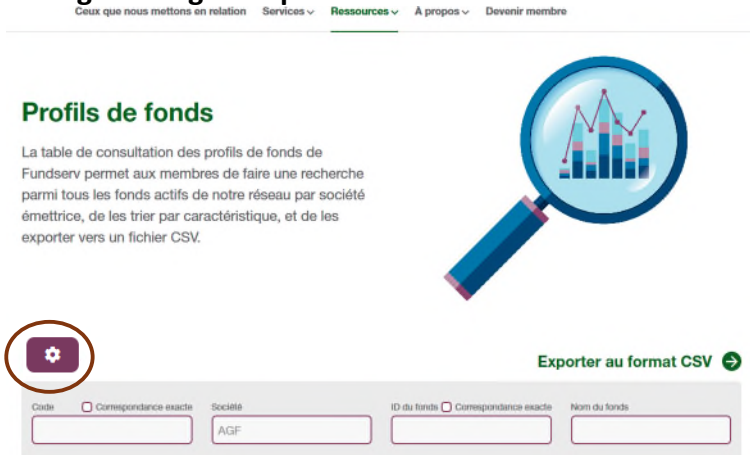 Ceux que nous mettons en relation Services Ressources À propos Devenir membre
Profils de fonds
La table de consultation des profils de fonds de
Fundserv permet aux membres de faire une recherche
parmi tous les fonds actifs de notre réseau par société
émettrice, de les trier par caractéristique, et de les
exporter vers un fichier CSV.
Exporter au format CSV
Code Correspondance exacte Société ID du fonds Correspondance exacte Nom du fonds
AGF